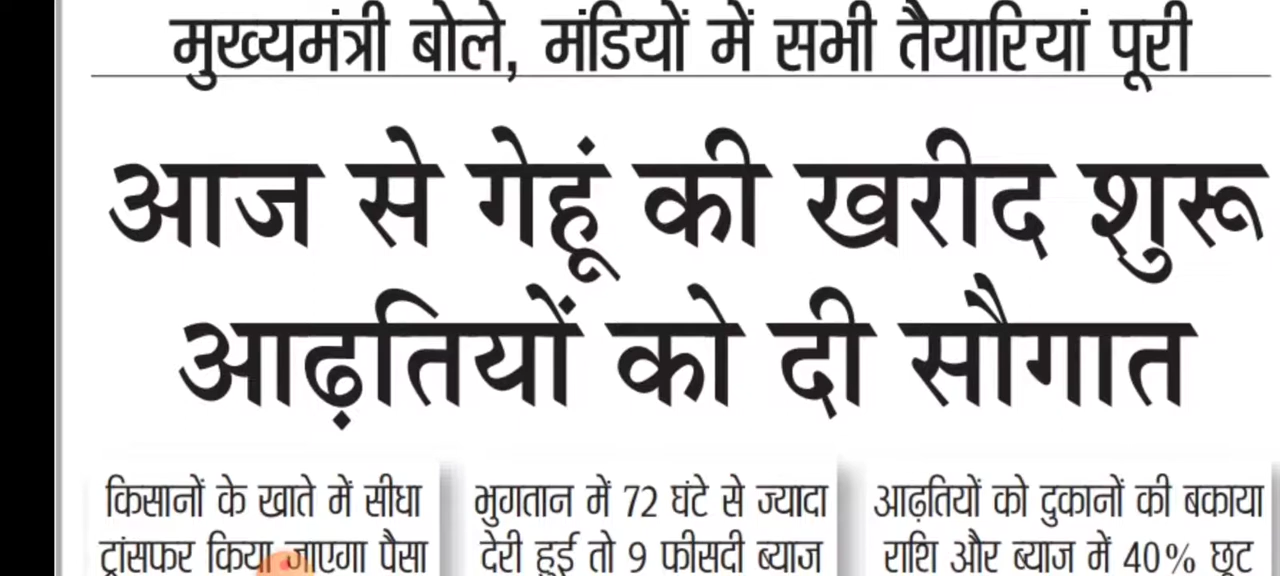 मुख्यमंत्री बोले, मंडियों में सभी तैयारियां पूरी
आज से गेहूं की खरीद शुरू
आढ़तियों को दी सौगात
किसानों के खाते में सीधा
ट्रांसफर किया जाएगा पैसा
भुगतान में 72 घंटे से ज्यादा
देरी हुई तो 9 फीसदी ब्याज
आढ़तियों को दुकानों की बकाया
राशि और ब्याज में 40% छूट